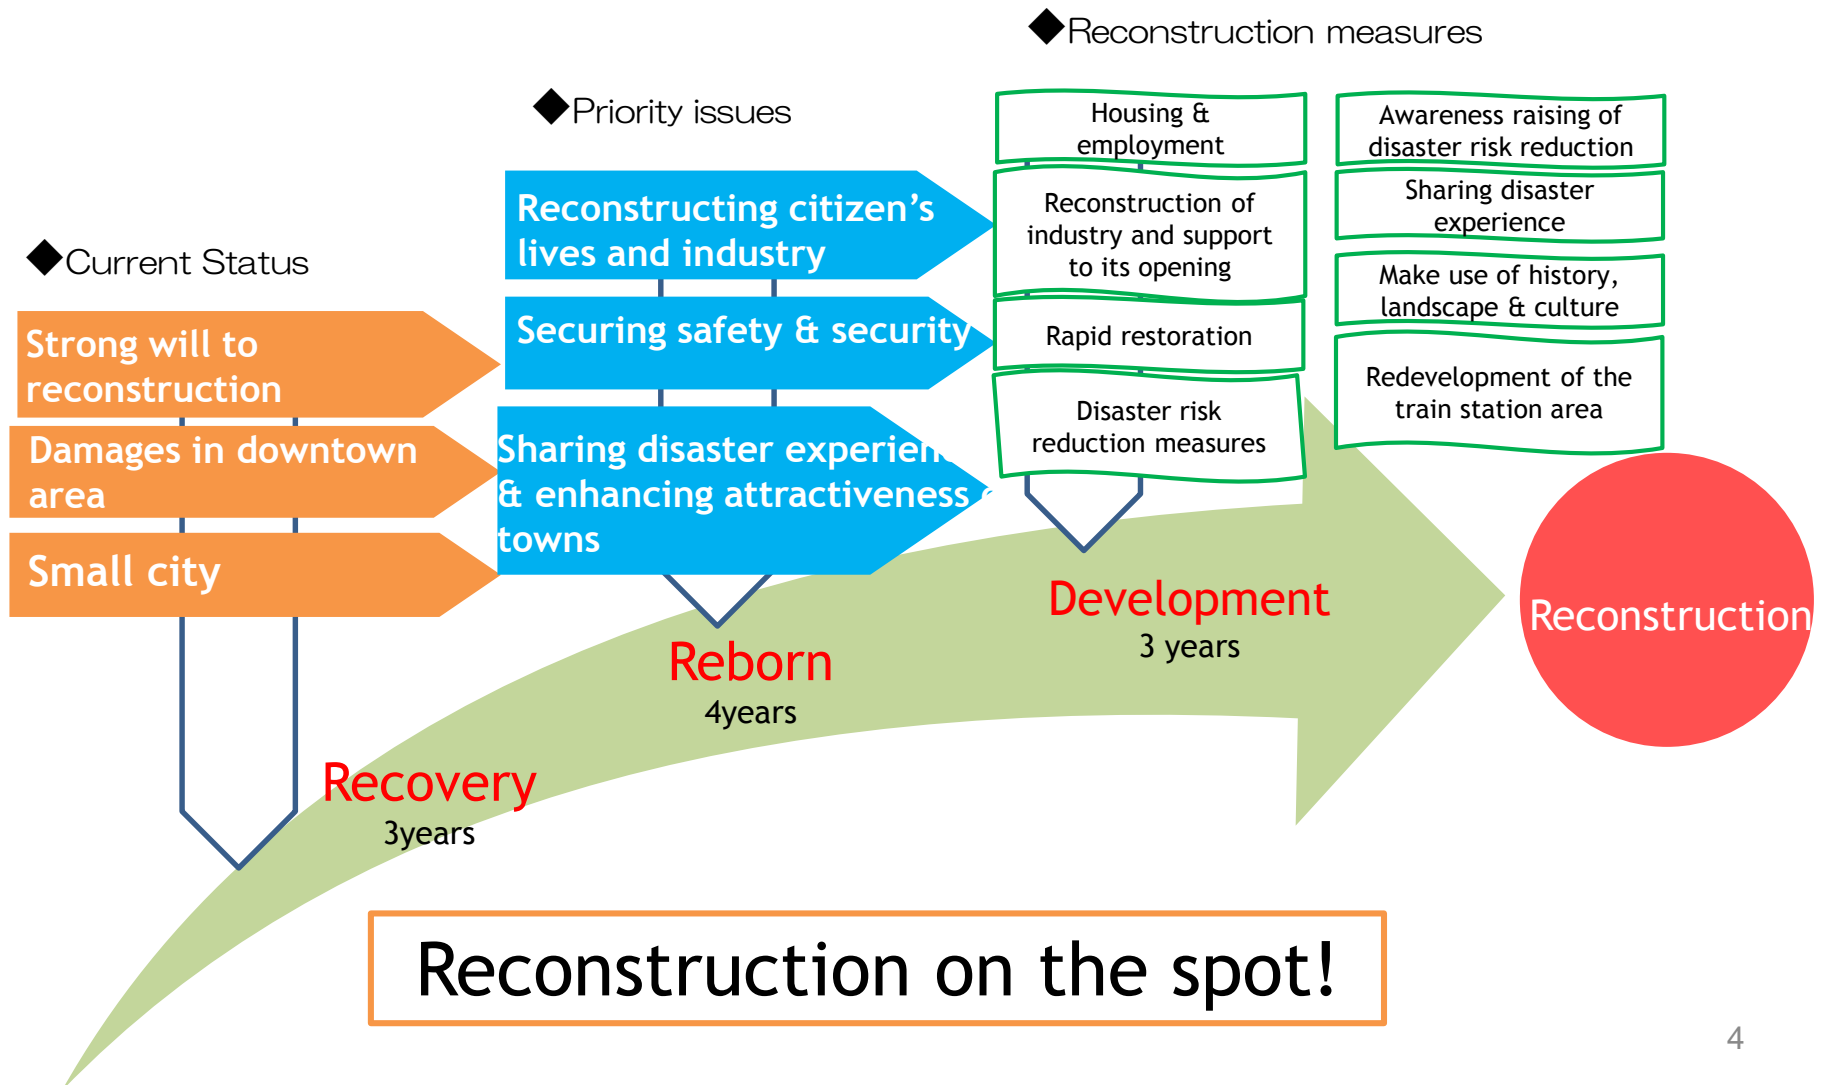 ◆Reconstruction measures
◆Priority issues
◆Current Status
Strong will to
reconstruction
Damages in downtown
area
Small city
Reconstructing citizen’s
lives and industry
Securing safety & security
Sharing disaster
& enhancing attractiveness
towns
Housing &
employment
Reconstruction of
industry and support
to its opening
Rapid restoration
Disaster risk
reduction measures
Awareness raising of
disaster risk reduction
Sharing disaster
experience
Make use of history,
landscape & culture
Redevelopment of the
train station area
Recovery
3years
Reborn
4years
Development
3 years
Reconstruction
Reconstruction on the spot!
4